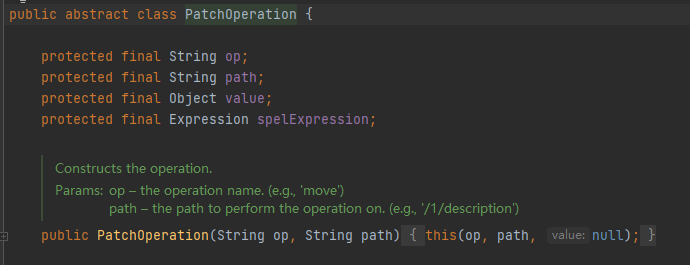 public abstract class PatchOperation {
protected final String op;
protected final String path;
protected final Object value;
protected final Expression spelExpression;
Constructs the operation.
Params: op – the operation name. (e.g., 'move')
path – the path to perform the operation on. (e.g., '/1/description')
public PatchOperation(String op, String path) { this(op, path, value: null); }